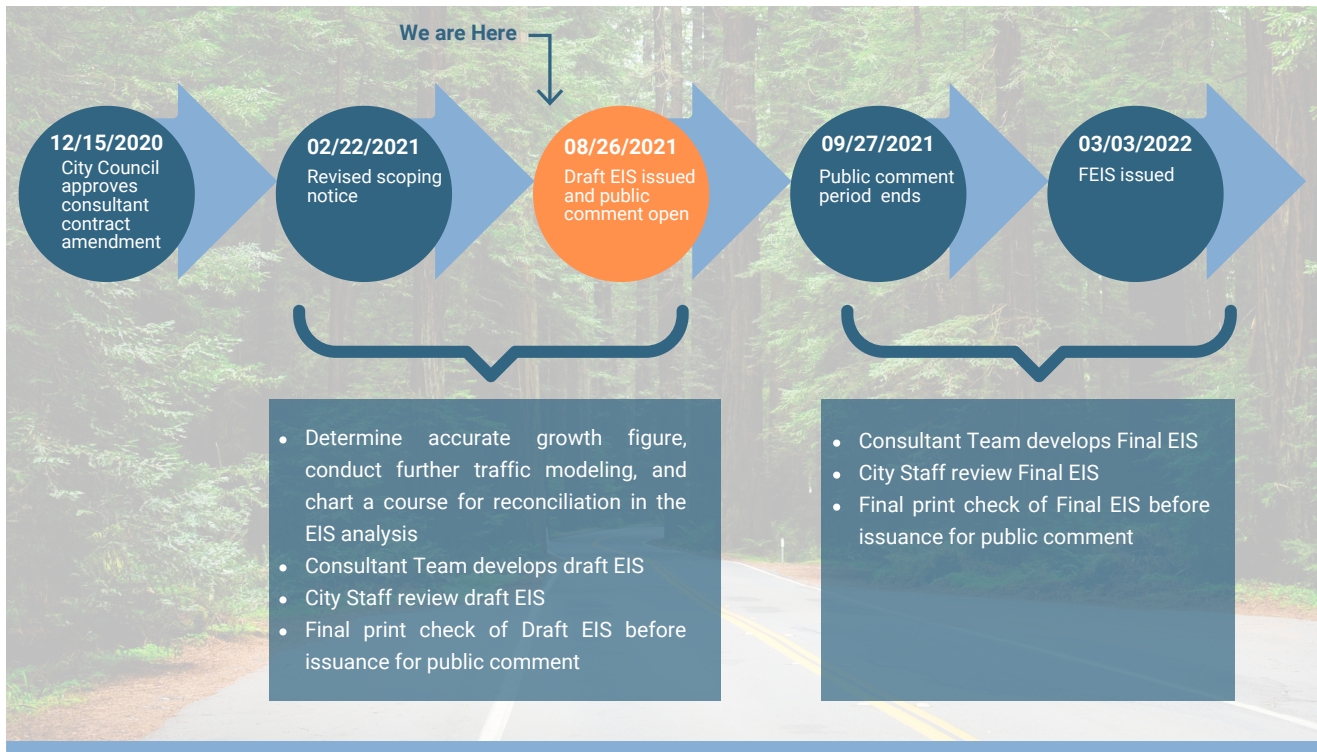 We are Here
12/15/2020
City Council
approves
consultant
contract
amendment
02/22/2021
Revised scoping
notice
08/26/2021
Draft EIS issued
and public
comment open
09/27/2021
Public comment
period ends
03/03/2022
FEIS issued
• Determine accurate growth figure,
conduct further traffic modeling, and
chart a course for reconciliation in the
EIS analysis
• Consultant Team develops draft EIS
• City Staff review draft EIS
• Final print check of Draft EIS before
issuance for public comment
• Consultant Team develops Final EIS
• City Staff review Final EIS
• Final print check of Final EIS before
issuance for public comment